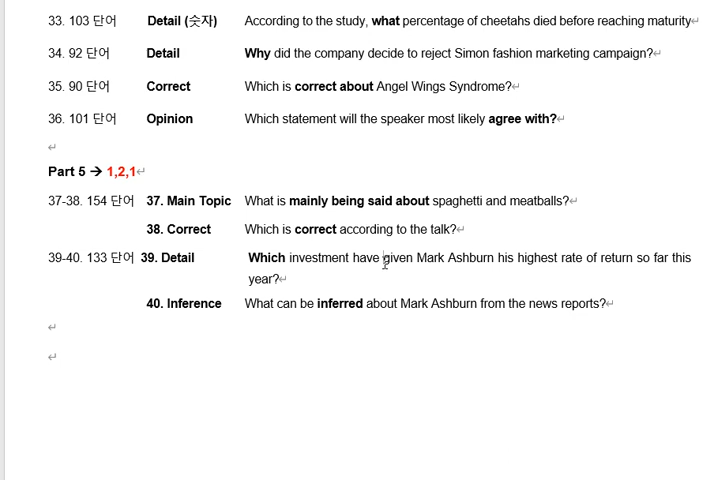 33. 103 단어 Detail (숫자) According to the study, what percentage of cheetahs died before reaching maturity
34. 92 단어 Detail Why did the company decide to reject Simon fashion marketing campaign?
35. 90 단어 Correct Which is correct about Angel Wings Syndrome?
36. 101 단어 Opinion Which statement will the speaker most likely agree with?
Part 5 → 1,2,1
37-38. 154 단어 37. Main Topic What is mainly being said about spaghetti and meatballs?
38. Correct Which is correct according to the talk?
39-40. 133 단어 39. Detail Which investment have given Mark Ashburn his highest rate of return so far this
year?
40. Inference What can be inferred about Mark Ashburn from the news reports?